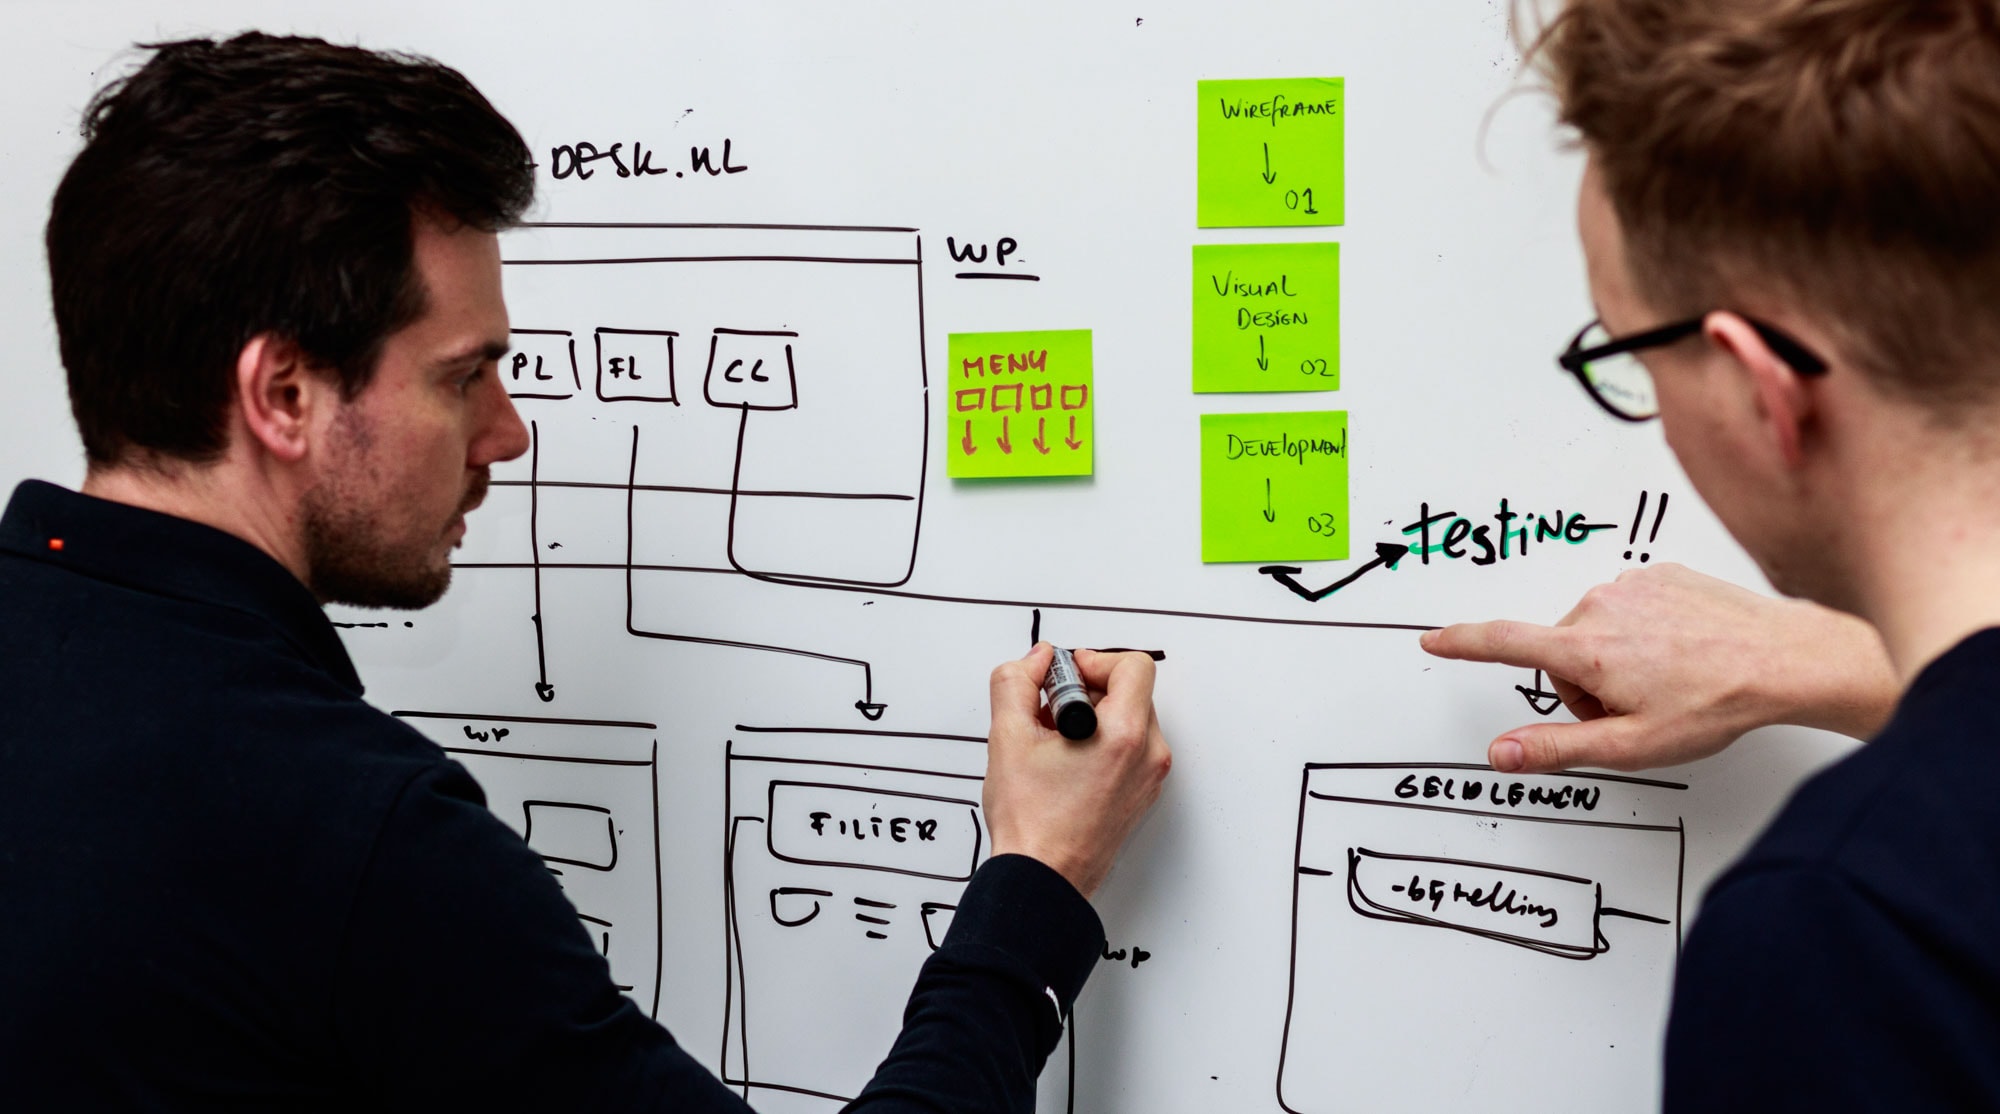 -DESK.NL
WP
PL
FL
CL
MENU
WIREFRAME
01
VISUAL
DESIGN
02
DEVELOPMENT
03
testiNG !!
WP
FILTER
WP
GELDLENEN